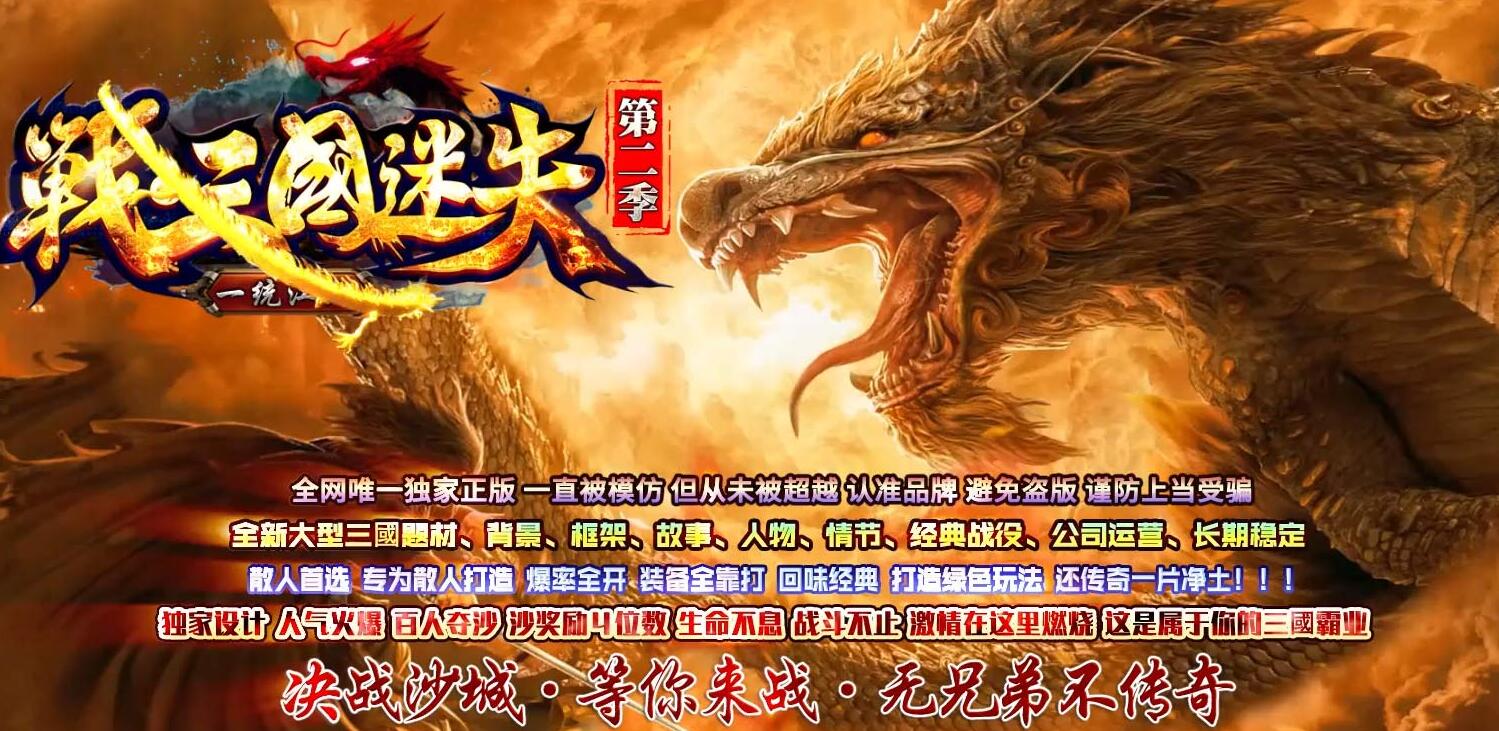 戰三國迷失
第二季
一统江
全网唯一独家正版 一直被模仿 但从未被超越 认准品牌 避免盗版 谨防上当受骗
全新大型三國题材、背景、框架、故事、人物、情节、经典战役、公司运营、长期稳定
散人首选 专为散人打造 爆率全开 装备全靠打 回味经典 打造绿色玩法 还传奇一片净土！！！
独家设计 人气火爆 百人夺沙 沙奖励4位数 生命不息 战斗不止 激情在这里燃烧 这是属于你的三國霸业
决战沙城·等你来战·无兄弟不传奇